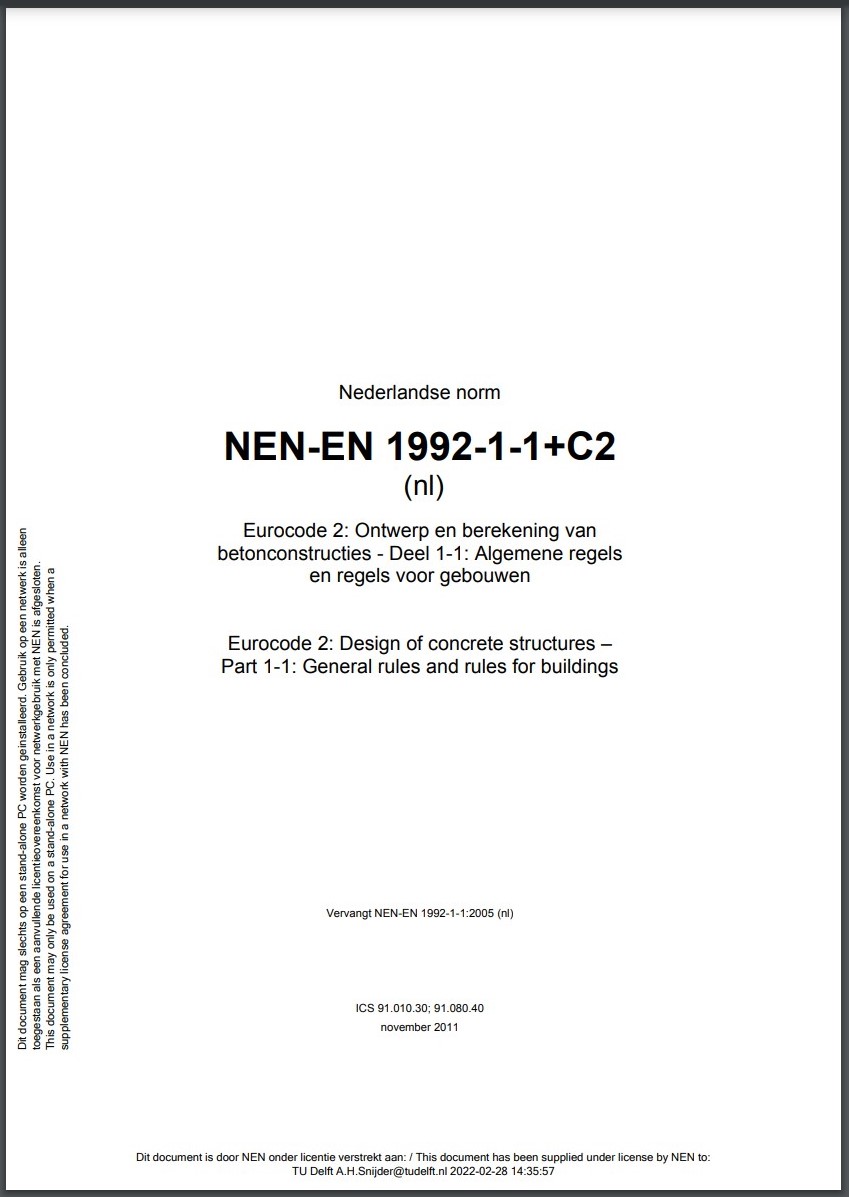 Nederlandse norm
NEN-EN 1992-1-1+C2
(nl)
Eurocode 2: Ontwerp en berekening van
betonconstructies - Deel 1-1: Algemene regels
en regels voor gebouwen
Eurocode 2: Design of concrete structures –
Part 1-1: General rules and rules for buildings
Vervangt NEN-EN 1992-1-1:2005 (nl)
ICS 91.010.30; 91.080.40
november 2011
Dit document mag slechts op een stand-alone PC worden geinstalleerd. Gebruik op een netwerk is alleen
toegestaan als een aanvullende licentieovereenkomst voor netwerkgebruik met NEN is afgesloten.
This document may only be used on a stand-alone PC. Use in a network is only permitted when a
supplementary license agreement for use in a network with NEN has been concluded.
Dit document is door NEN onder licentie verstrekt aan: / This document has been supplied under license by NEN to:
TU Delft A.H.Snijder@tudelft.nl 2022-02-28 14:35:57